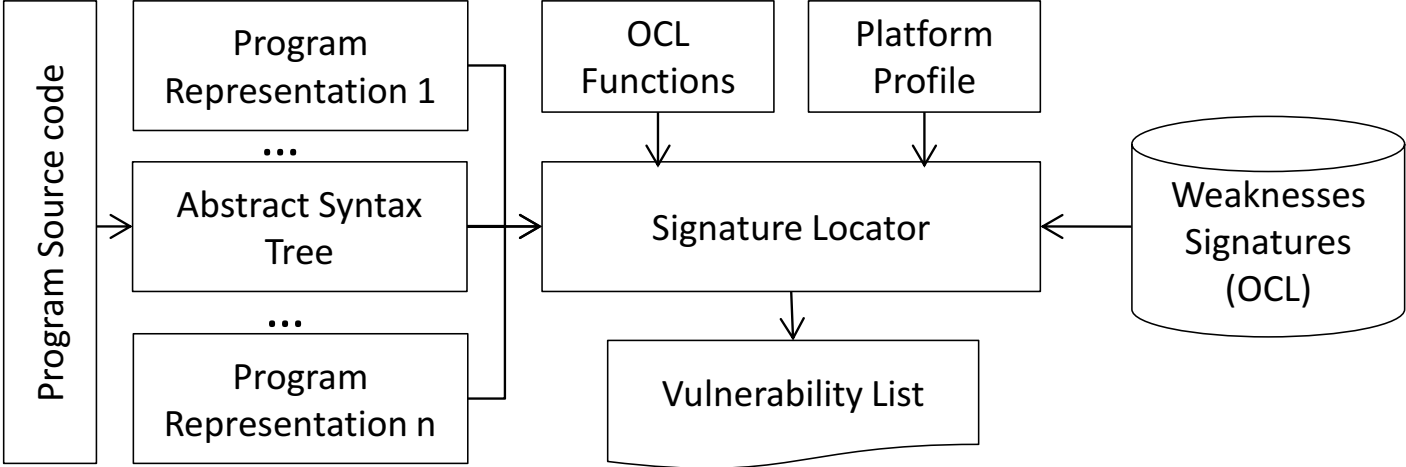 Program Source code
Program
Representation 1
...
Abstract Syntax
Tree
...
Program
Representation n
OCL
Functions
Platform
Profile
Signature Locator
Vulnerability List
Weaknesses
Signatures
(OCL)